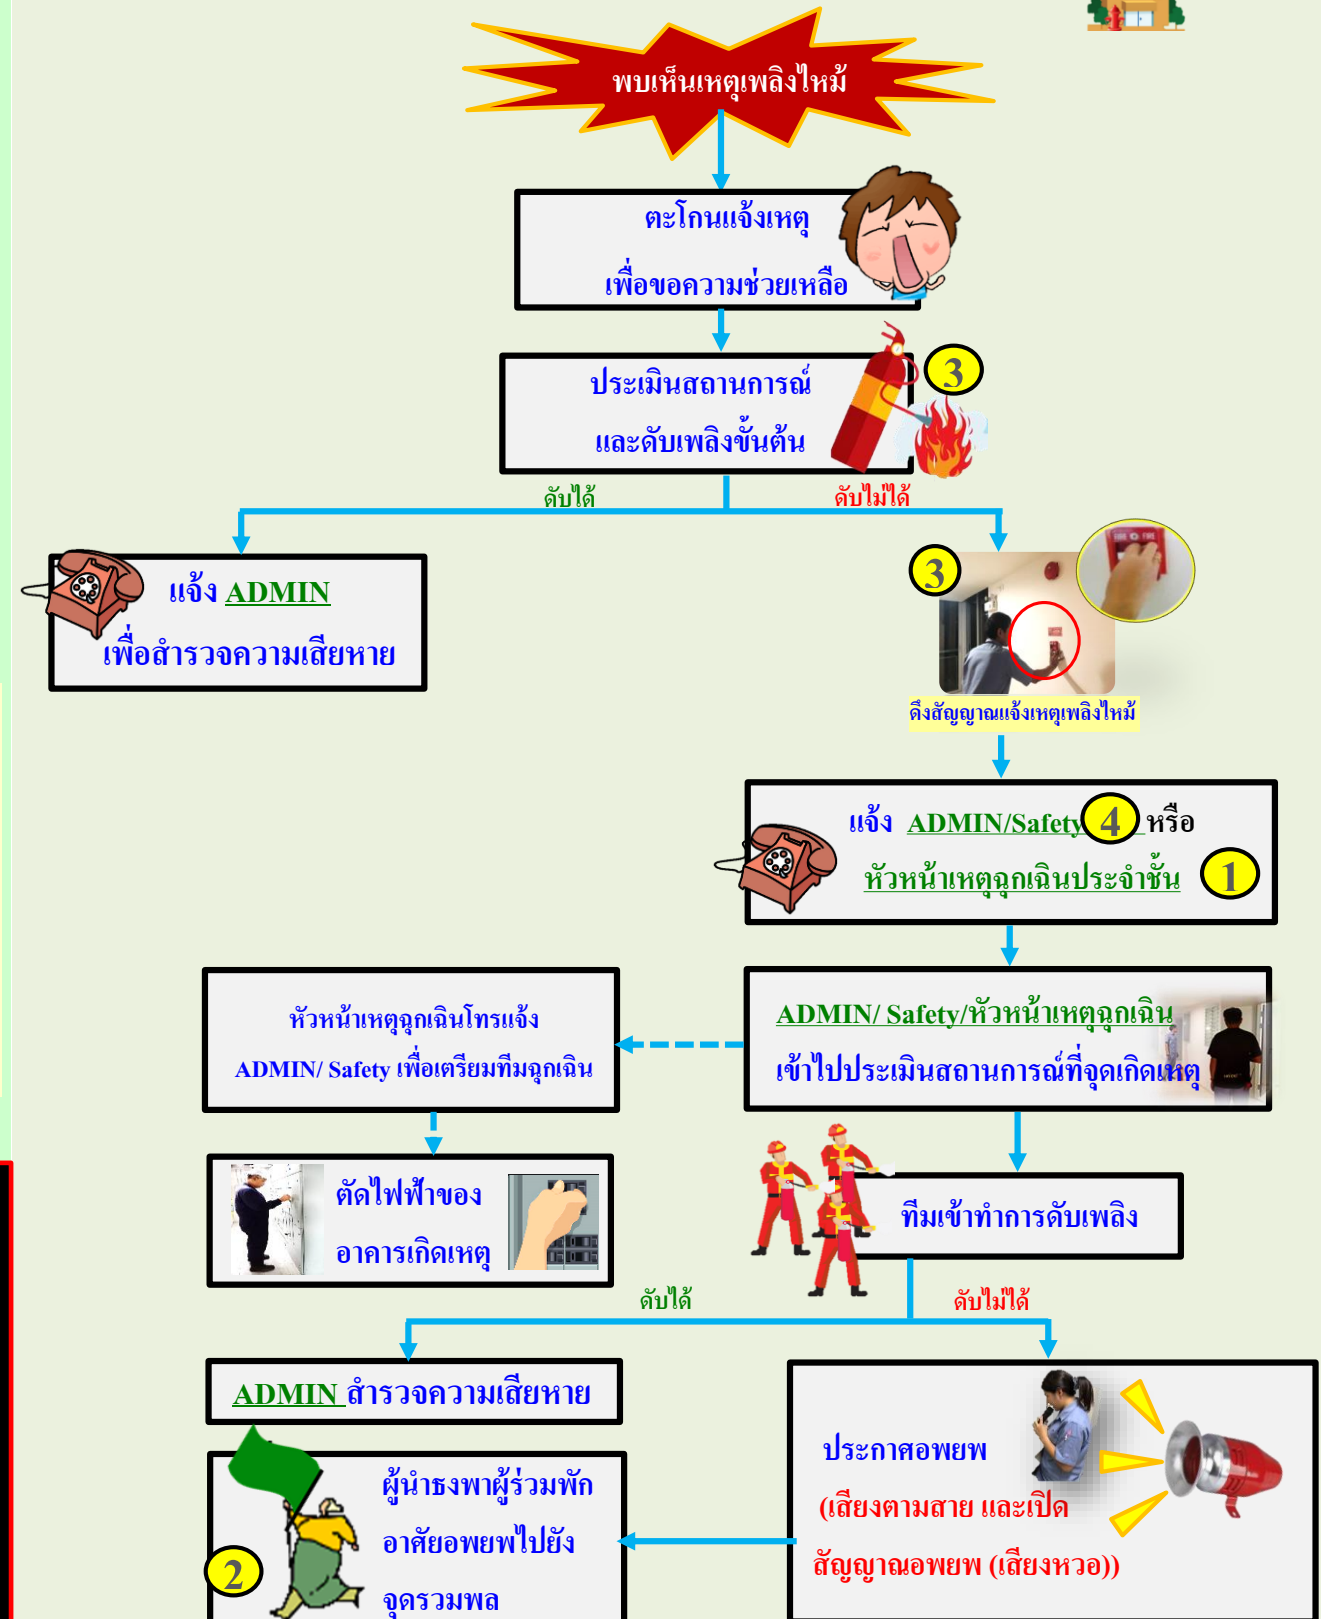 พบเห็นเหตุเพลิงไหม้
ตะโกนแจ้งเหตุ
เพื่อขอความช่วยเหลือ
ประเมินสถานการณ์
และดับเพลิงขั้นต้น
3
ดับได้
ดับไม่ได้
แจ้ง ADMIN
เพื่อสำรวจความเสียหาย
3
FIRE FIRE
ดึงสัญญาณแจ้งเหตุเพลิงไหม้
แจ้ง ADMIN/Safety 4 หรือ
หัวหน้าเหตุฉุกเฉินประจำชั้น 1
ADMIN/ Safety/หัวหน้าเหตุฉุกเฉิน
เข้าไปประเมินสถานการณ์ที่จุดเกิดเหตุ
หัวหน้าเหตุฉุกเฉินโทรแจ้ง
ADMIN/ Safety เพื่อเตรียมทีมฉุกเฉิน
ตัดไฟฟ้าของ
อาคารเกิดเหตุ
ทีมเข้าทำการดับเพลิง
ดับได้
ดับไม่ได้
ADMIN สำรวจความเสียหาย
ประกาศอพยพ
(เสียงตามสาย และเปิด
สัญญาณอพยพ (เสียงหวอ))
ผู้นำธงพาผู้ร่วมพัก
อาศัยอพยพไปยัง
จุดรวมพล
2